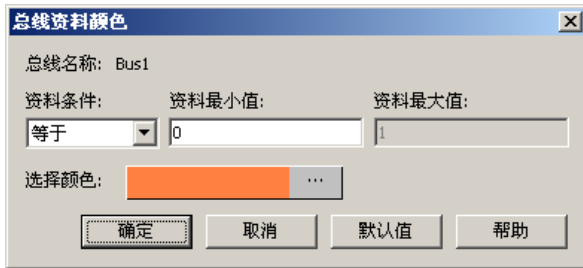 总线资料颜色
总线名称: Bus1
资料条件: 资料最小值: 资料最大值:
等于 0 1
选择颜色: ...
确定 取消 默认值 帮助